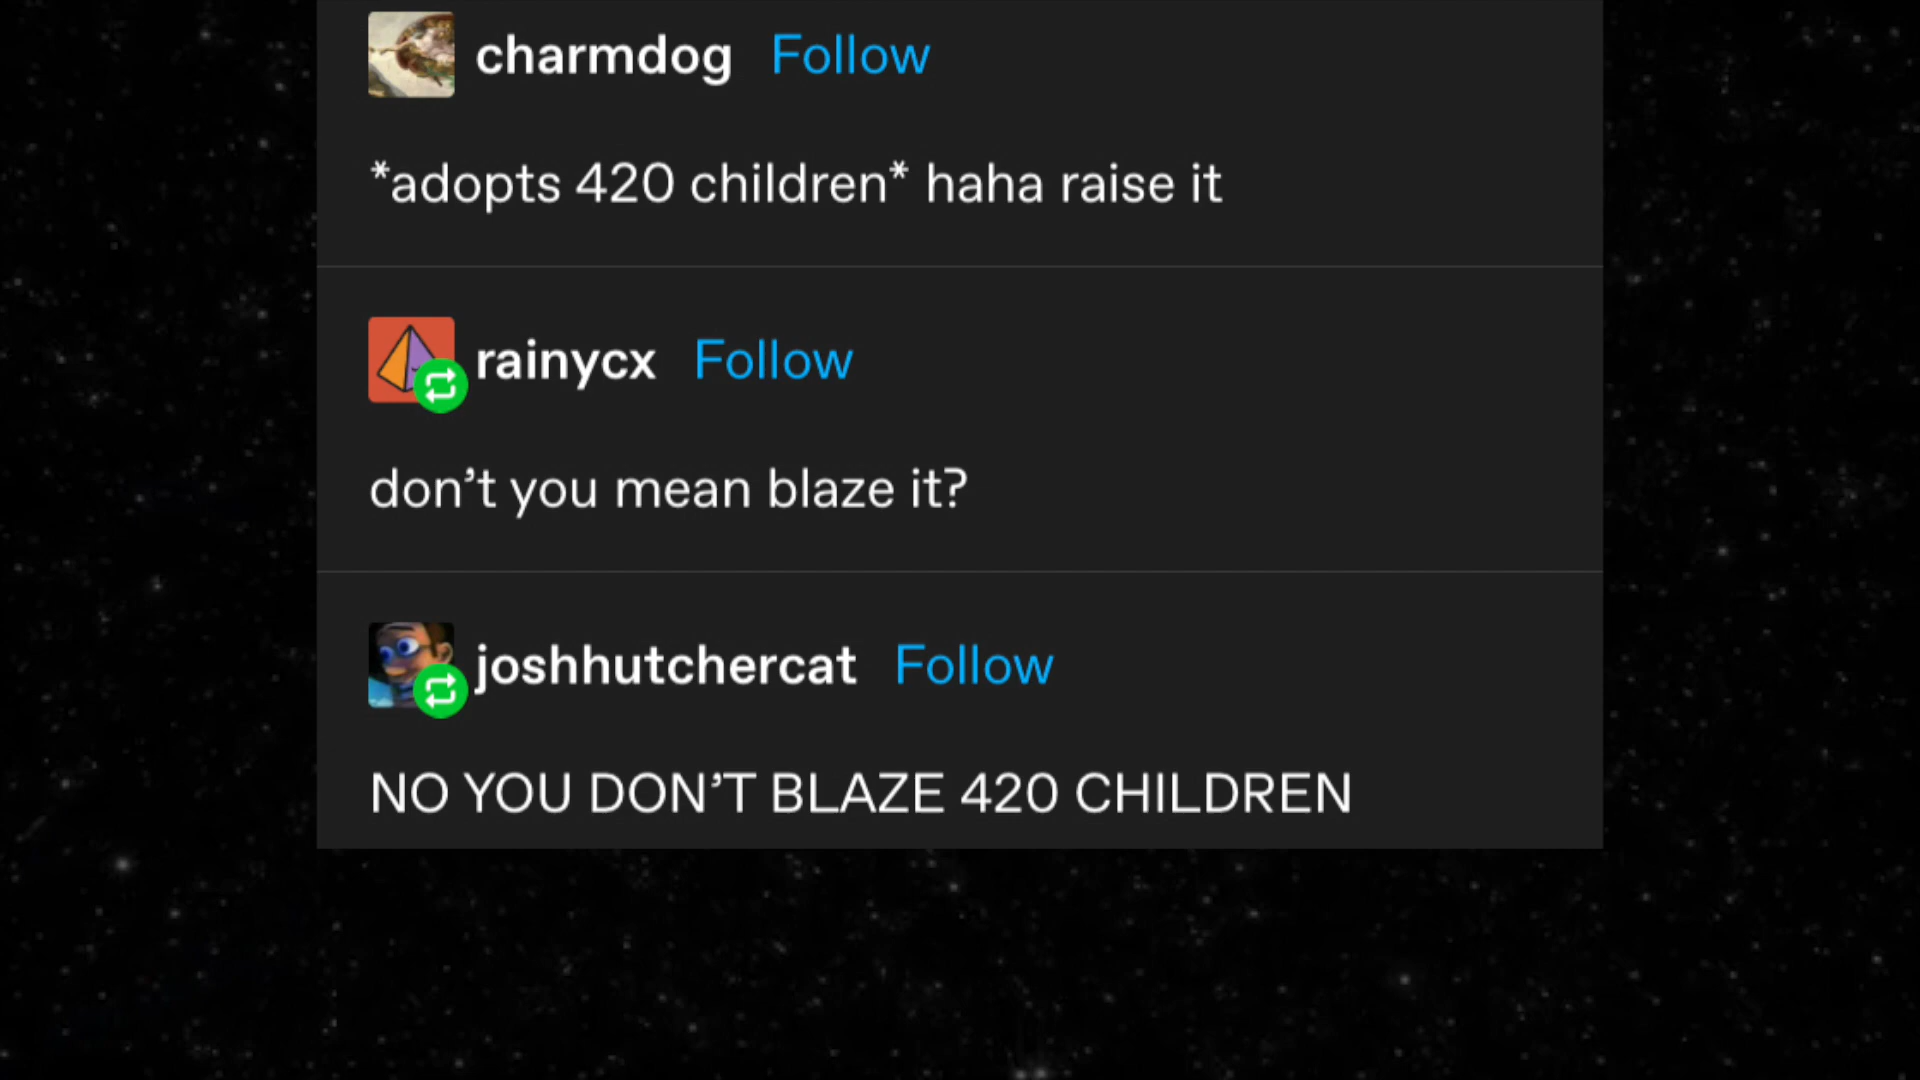 charmdog Follow
*adopts 420 children* haha raise it
rainycx Follow
don’t you mean blaze it?
joshhutchercat Follow
NO YOU DON’T BLAZE 420 CHILDREN